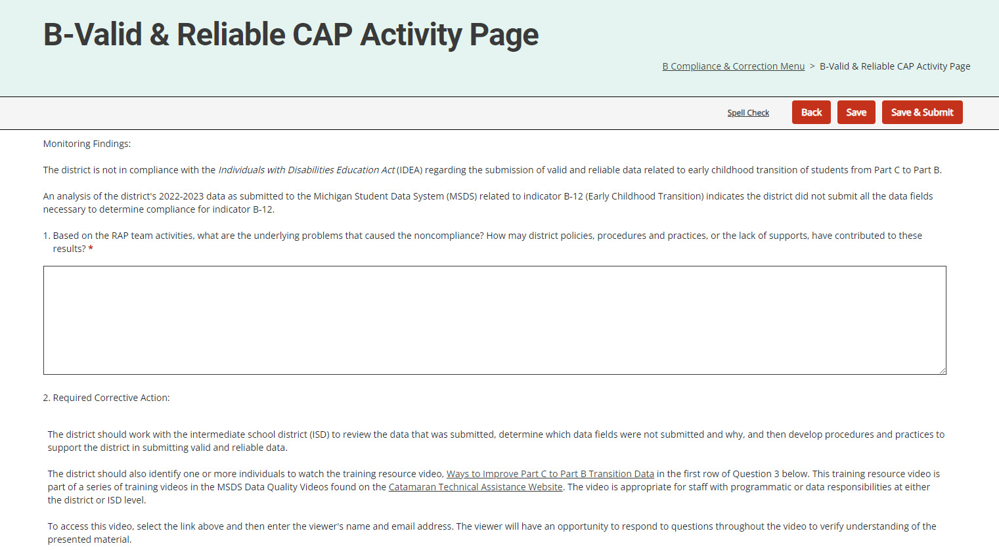 B-Valid & Reliable CAP Activity Page
B Compliance & Correction Menu > B-Valid & Reliable CAP Activity Page
Spell Check Back Save Save & Submit
Monitoring Findings:
The district is not in compliance with the Individuals with Disabilities Education Act (IDEA) regarding the submission of valid and reliable data related to early childhood transition of students from Part C to Part B.
An analysis of the district's 2022-2023 data as submitted to the Michigan Student Data System (MSDS) related to indicator B-12 (Early Childhood Transition) indicates the district did not submit all the data fields
necessary to determine compliance for indicator B-12.
1. Based on the RAP team activities, what are the underlying problems that caused the noncompliance? How may district policies, procedures and practices, or the lack of supports, have contributed to these
results? *
2. Required Corrective Action:
The district should work with the intermediate school district (ISD) to review the data that was submitted, determine which data fields were not submitted and why, and then develop procedures and practices to
support the district in submitting valid and reliable data.
The district should also identify one or more individuals to watch the training resource video, Ways to Improve Part C to Part B Transition Data in the first row of Question 3 below. This training resource video is
part of a series of training videos in the MSDS Data Quality Videos found on the Catamaran Technical Assistance Website. The video is appropriate for staff with programmatic or data responsibilities at either
the district or ISD level.
To access this video, select the link above and then enter the viewer's name and email address. The viewer will have an opportunity to respond to questions throughout the video to verify understanding of the
presented material.